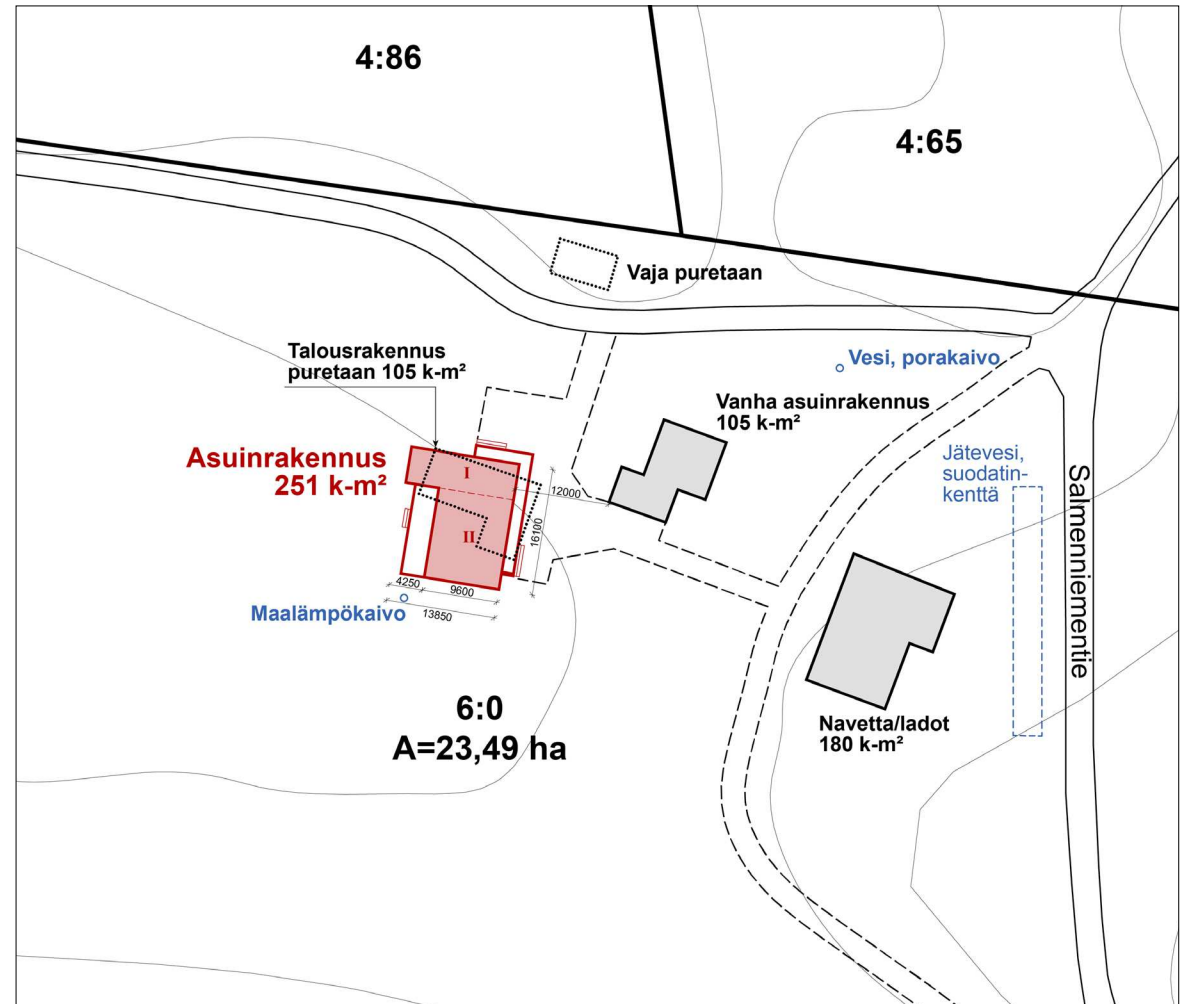 4:86
4:65
Vaja puretaan
Talousrakennus
puretaan 105 k-m²
Vesi, porakaivo
Vanha asuinrakennus
105 k-m²
Asuinrakennus
251 k-m²
I
II
12000
16100
4250
9600
13850
Maalämpökaivo
Jätevesi,
suodatin-
kenttä
Salmenniementie
6:0
A=23,49 ha
Navetta/ladot
180 k-m²